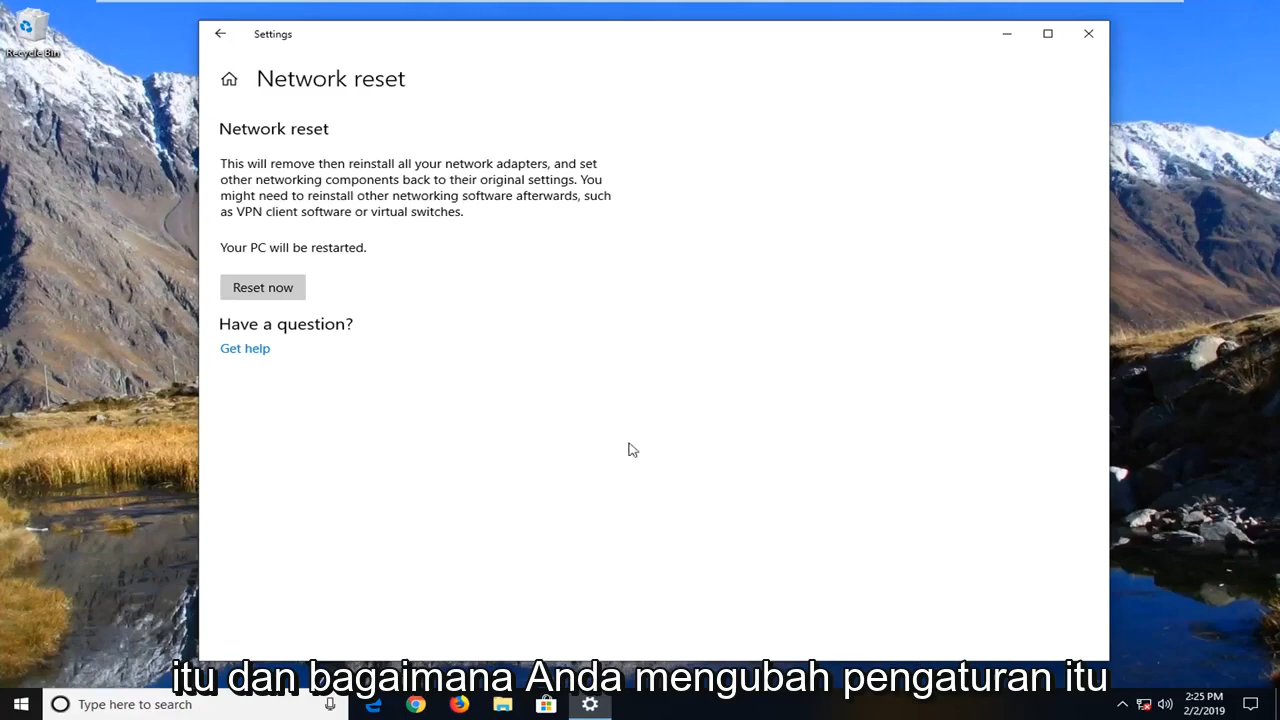 Recycle Bin
Settings
Network reset
Network reset
This will remove then reinstall all your network adapters, and set
other networking components back to their original settings. You
might need to reinstall other networking software afterwards, such
as VPN client software or virtual switches.
Your PC will be restarted.
Reset now
Have a question?
Get help
itu dan bagaimana Anda mengubah pengaturan itu
Type here to search
2:25 PM
2/2/2019